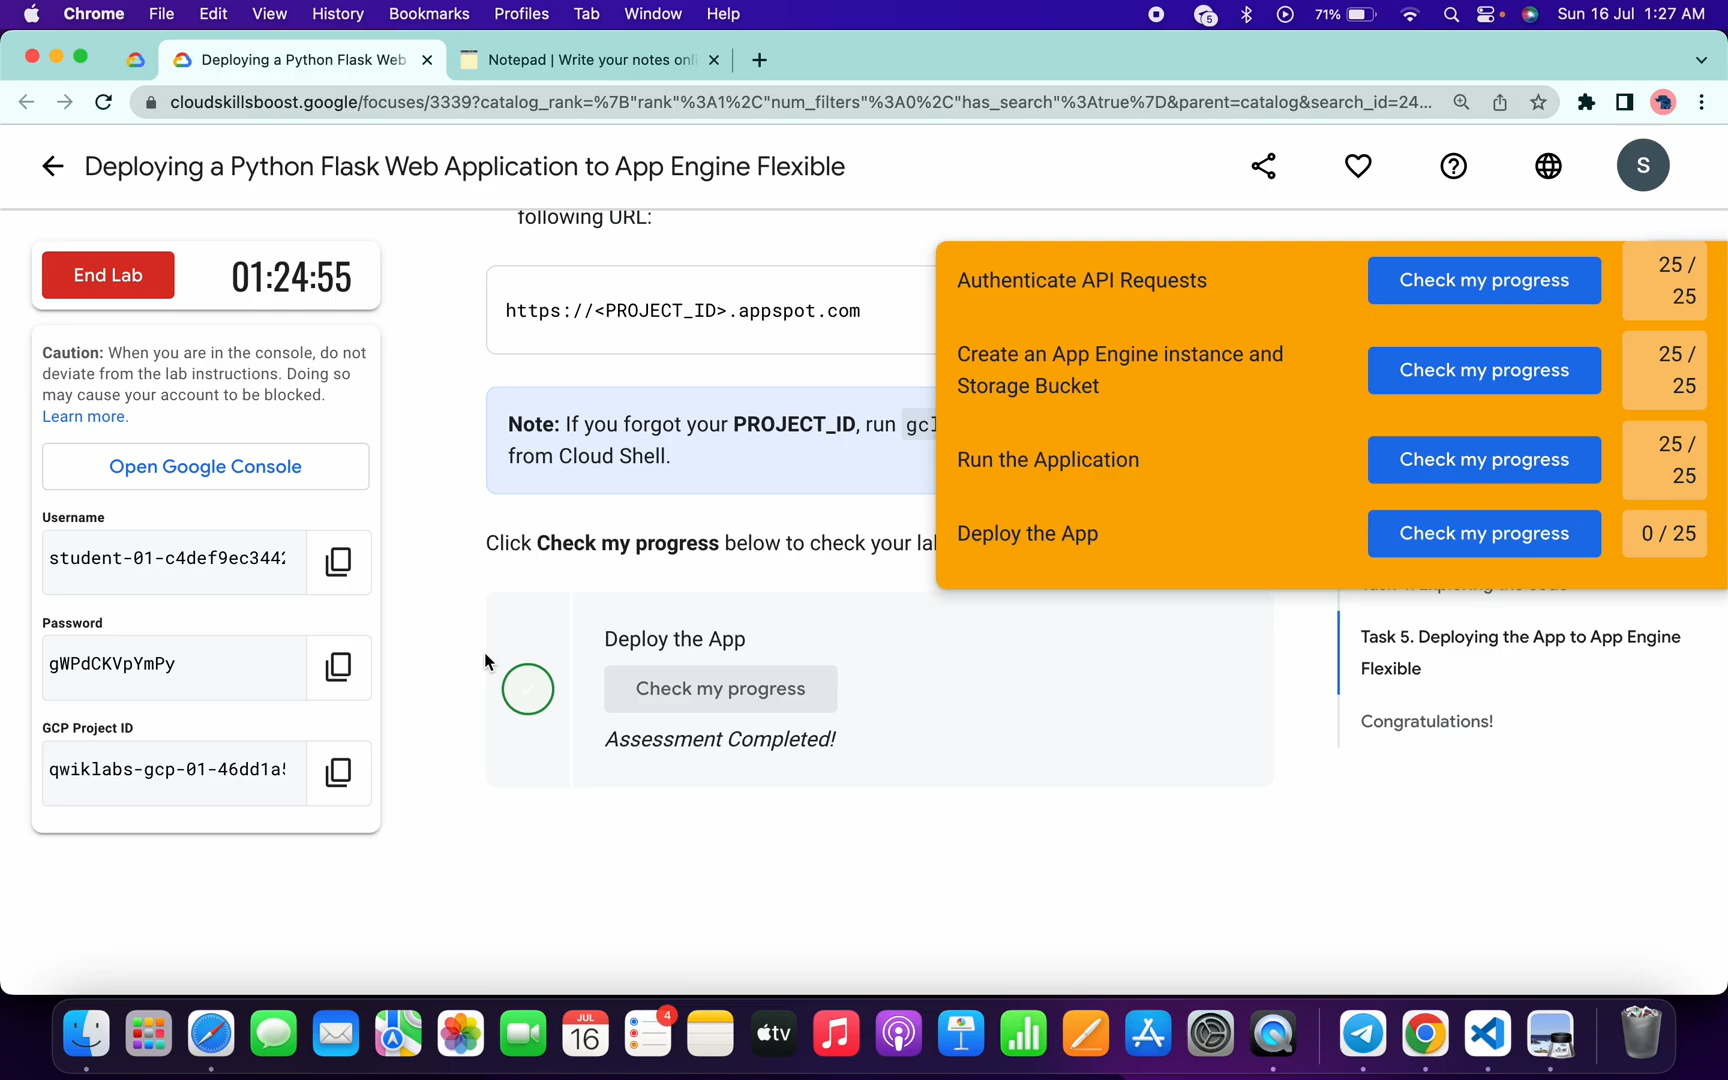 Chrome File Edit View History Bookmarks Profiles Tab Window Help
5
71%
Sun 16 Jul 1:27 AM
Deploying a Python Flask Web
Notepad | Write your notes onli
cloudskillsboost.google/focuses/3339?catalog_rank=%7B"rank"%3A1%2C"num_filters"%3A0%2C"has_search"%3Atrue%7D&parent=catalog&search_id=24...
Deploying a Python Flask Web Application to App Engine Flexible
S
following URL:
End Lab
01:24:55
Caution: When you are in the console, do not
deviate from the lab instructions. Doing so
may cause your account to be blocked.
Learn more.
Open Google Console
Username
student-01-c4def9ec3442
Password
gWPdCKVpYmPy
GCP Project ID
qwiklabs-gcp-01-46dd1a5
https://<PROJECT_ID>.appspot.com
Note: If you forgot your PROJECT_ID, run gcl
from Cloud Shell.
Click Check my progress below to check your la
Deploy the App
Check my progress
Assessment Completed!
Authenticate API Requests
Check my progress
25 /
25
Create an App Engine instance and
Storage Bucket
Check my progress
25 /
25
Run the Application
Check my progress
25 /
25
Deploy the App
Check my progress
0 / 25
Task 5. Deploying the App to App Engine
Flexible
Congratulations!
JUL
16
4
tv